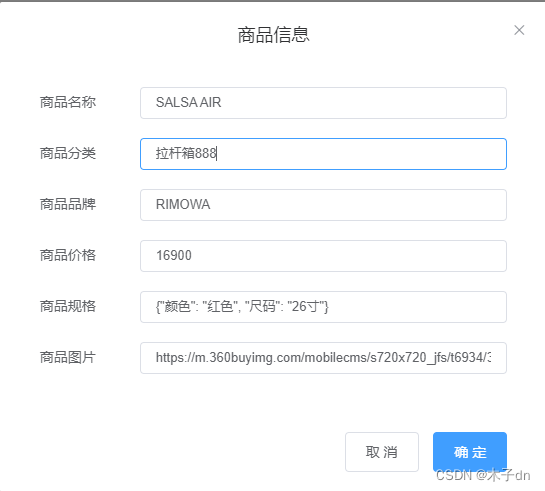 商品信息
商品名称 SALSA AIR
商品分类 拉杆箱888
商品品牌 RIMOWA
商品价格 16900
商品规格 {"颜色": "红色", "尺码": "26寸"}
商品图片 https://m.360buyimg.com/mobilecms/s720x720_jfs/t6934/3
取 消 确 定
CSDN @木子dn